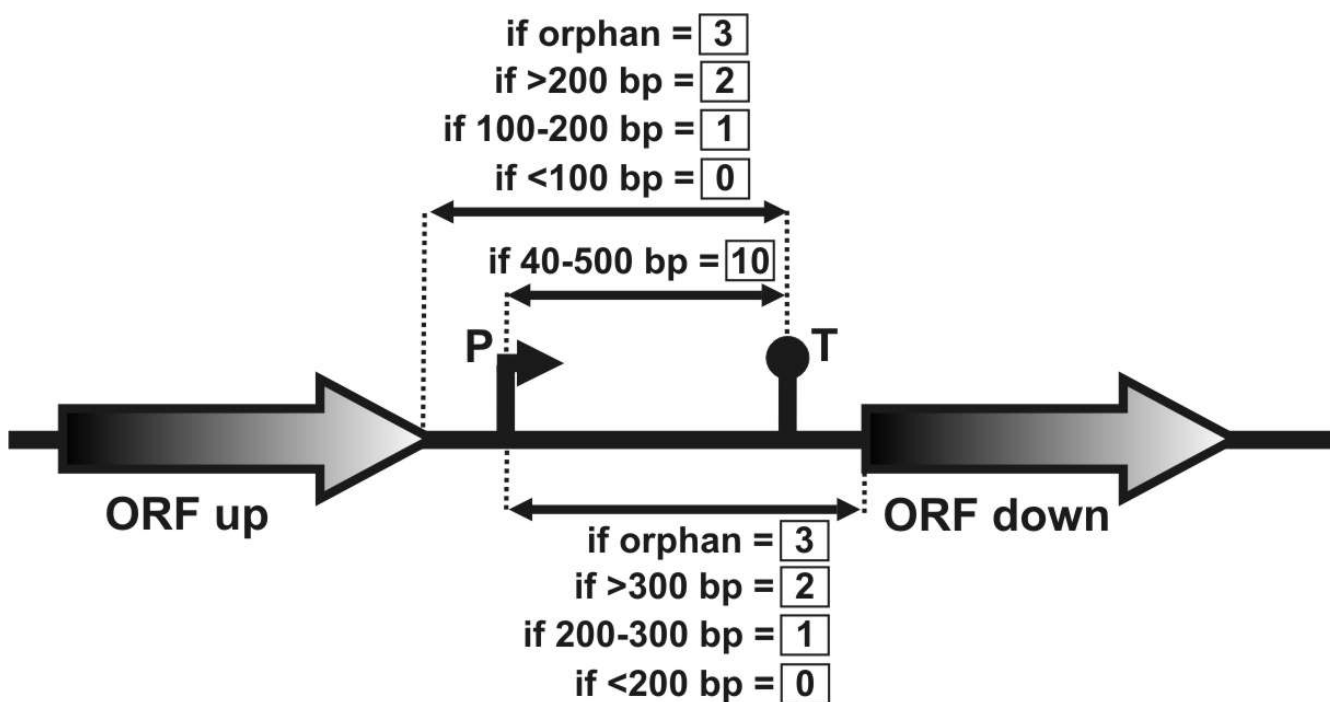 if orphan = 3
if >200 bp = 2
if 100-200 bp = 1
if <100 bp = 0
if 40-500 bp = 10
P
T
ORF up
ORF down
if orphan = 3
if >300 bp = 2
if 200-300 bp = 1
if <200 bp = 0